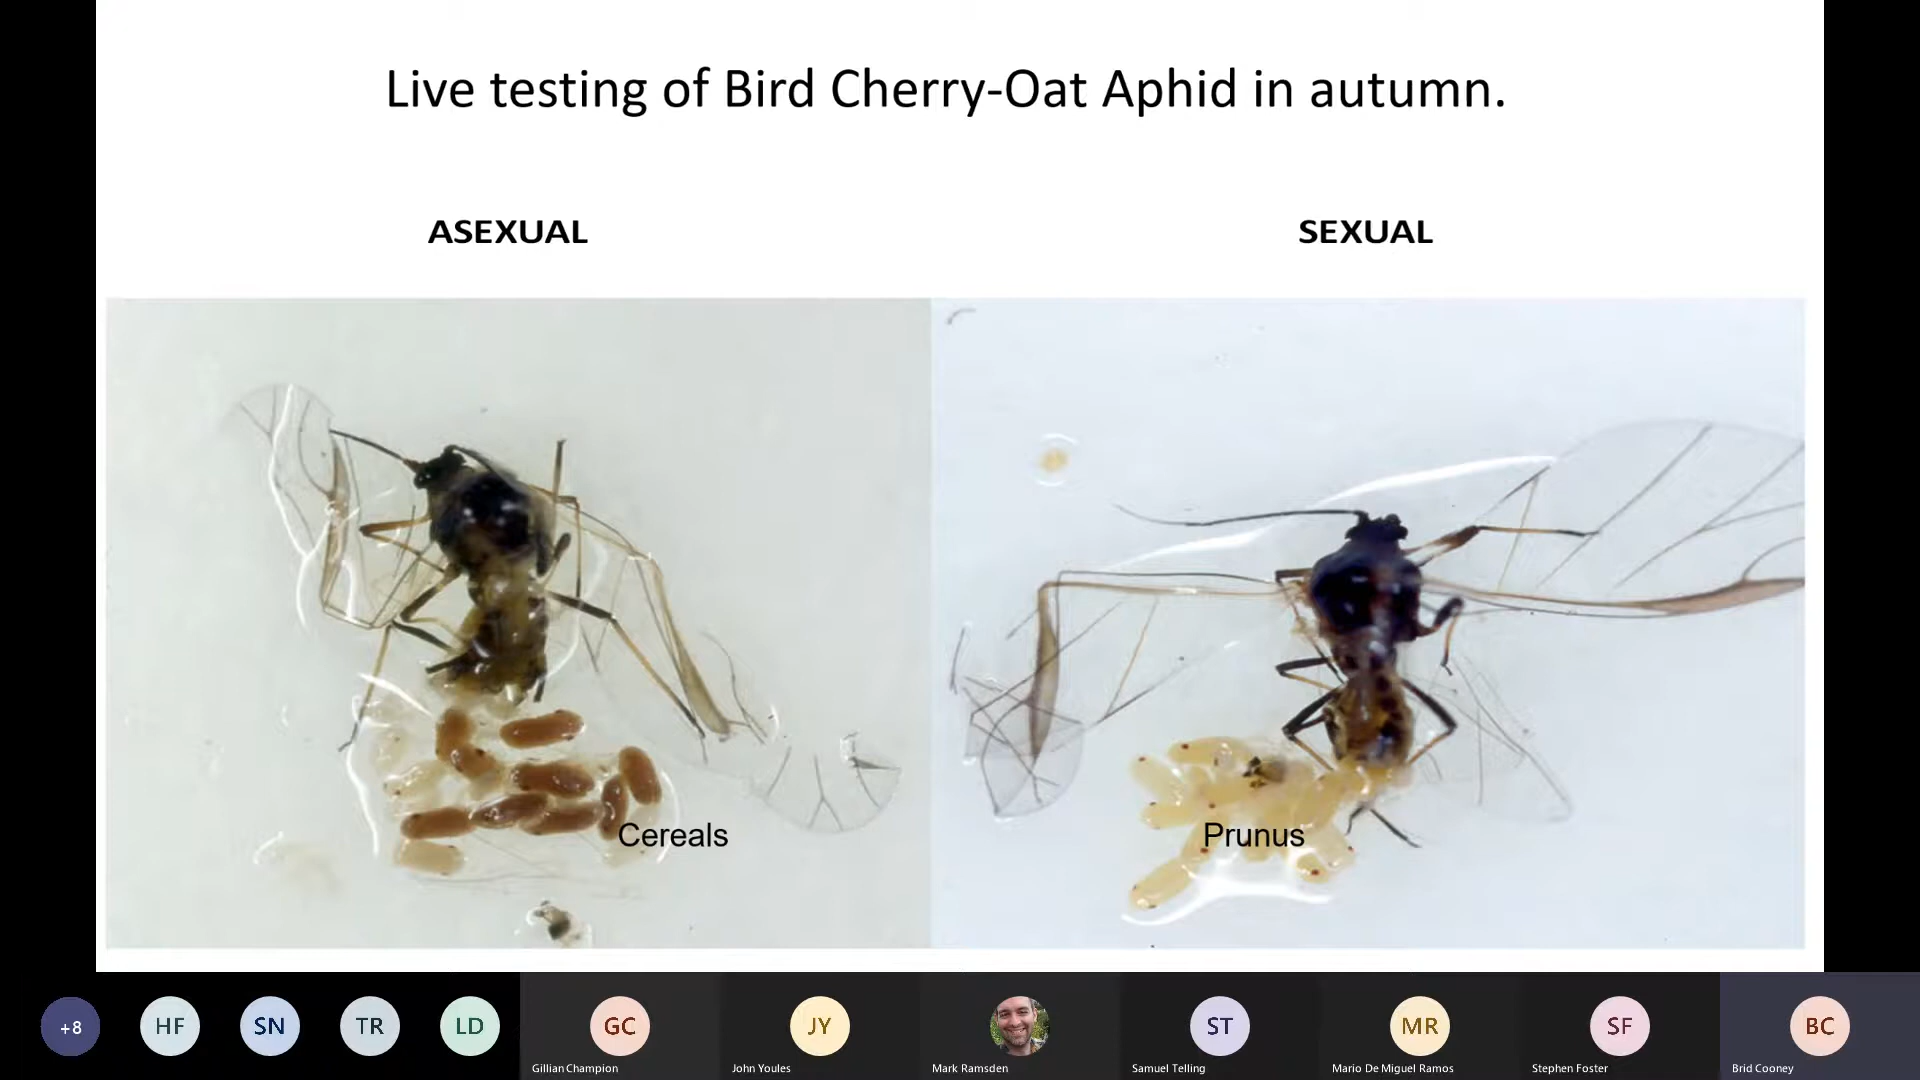 Live testing of Bird Cherry-Oat Aphid in autumn.
ASEXUAL
SEXUAL
Cereals
Prunus
+8
HF
SN
TR
LD
GC
JY
ST
MR
SF
BC
Gillian Champion
John Youles
Mark Ramsden
Samuel Telling
Mario De Miguel Ramos
Stephen Foster
Brid Cooney